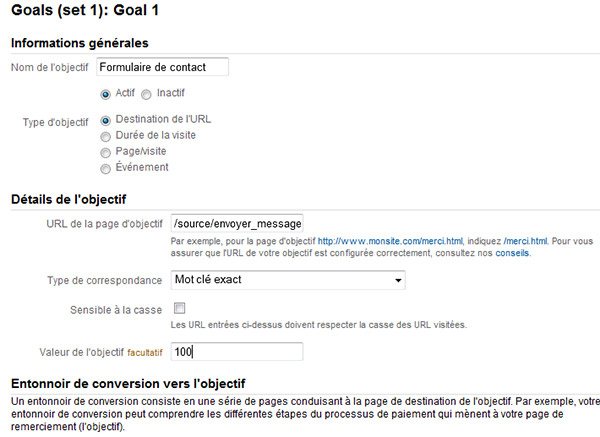 Goals (set 1): Goal 1
Informations générales
Nom de l'objectif Formulaire de contact
Actif Inactif
Type d'objectif Destination de l'URL
Durée de la visite
Page/visite
Événement
Détails de l'objectif
URL de la page d'objectif /source/envoyer_message
Par exemple, pour la page d'objectif http://www.monsite.com/merci.html, indiquez /merci.html. Pour vous
assurer que l'URL de votre objectif est configurée correctement, consultez nos conseils.
Type de correspondance Mot clé exact
Sensible à la casse
Les URL entrées ci-dessus doivent respecter la casse des URL visitées.
Valeur de l'objectif facultatif 100
Entonnoir de conversion vers l'objectif
Un entonnoir de conversion consiste en une série de pages conduisant à la page de destination de l'objectif. Par exemple, votre
entonnoir de conversion peut comprendre les différentes étapes du processus de paiement qui mènent à votre page de
remerciement (l'objectif).